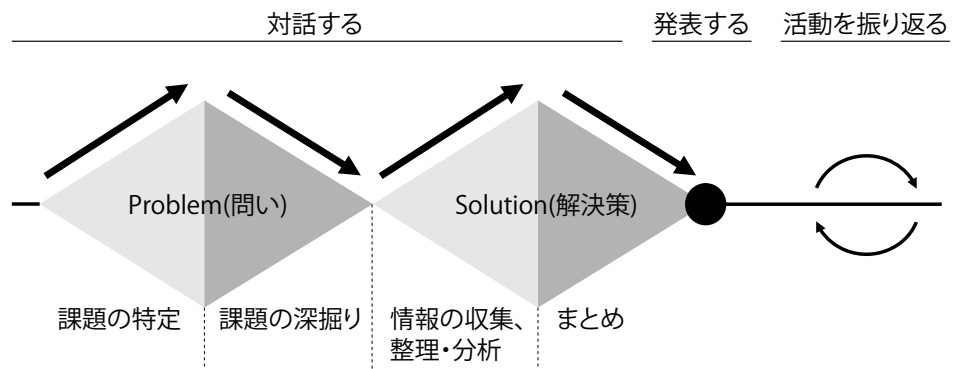 対話する
発表する
活動を振り返る
Problem(問い)
Solution(解決策)
課題の特定
課題の深掘り
情報の収集、
整理・分析
まとめ